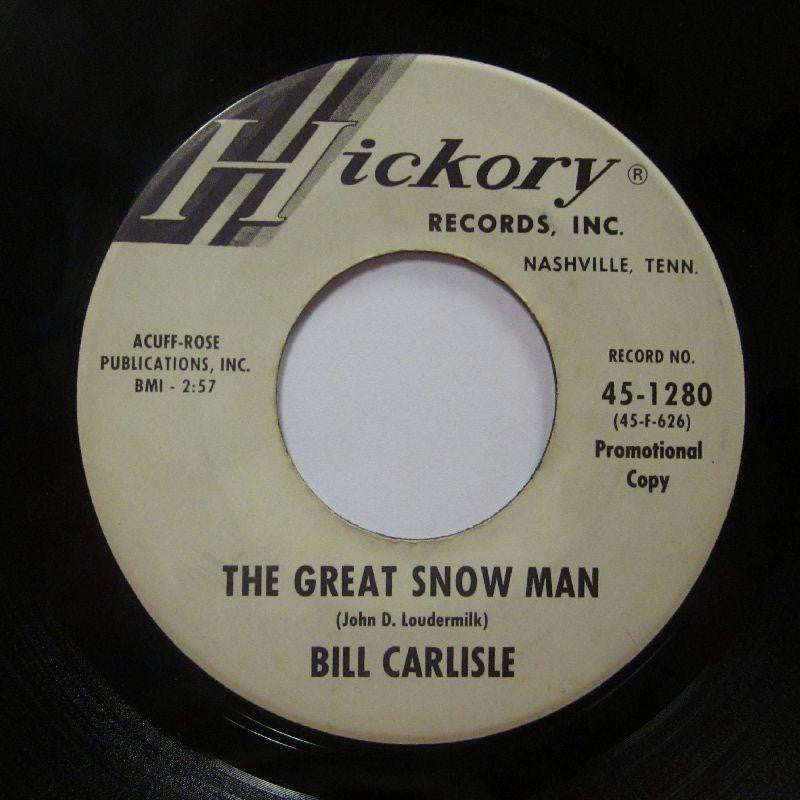 Hickory®
RECORDS, INC.
NASHVILLE, TENN.
ACUFF-ROSE
PUBLICATIONS, INC.
BMI - 2:57
RECORD NO.
45-1280
(45-F-626)
Promotional
Copy
THE GREAT SNOW MAN
(John D. Loudermilk)
BILL CARLISLE